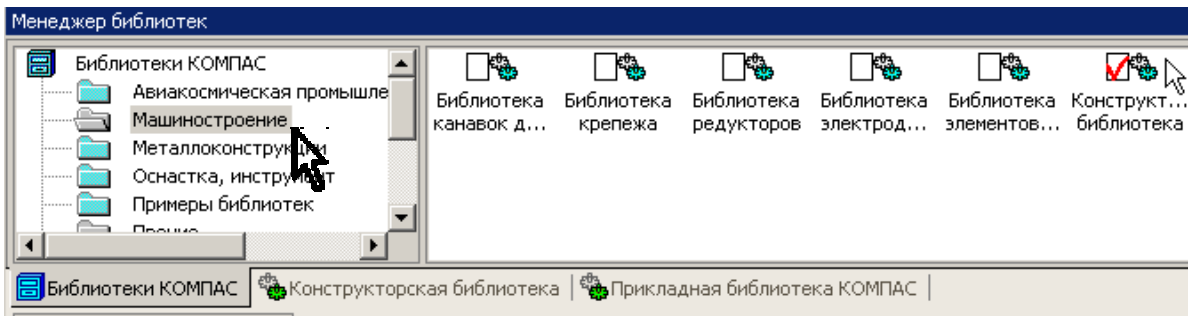 Менеджер библиотек
Библиотеки КОМПАС
Авиакосмическая промышле
Машиностроение
Металлоконструкции
Оснастка, инструмент
Примеры библиотек
Прочие
Библиотека канавок д...
Библиотека крепежа
Библиотека редукторов
Библиотека электрод...
Библиотека элементов...
Конструкт... библиотека
Библиотеки КОМПАС
Конструкторская библиотека
Прикладная библиотека КОМПАС